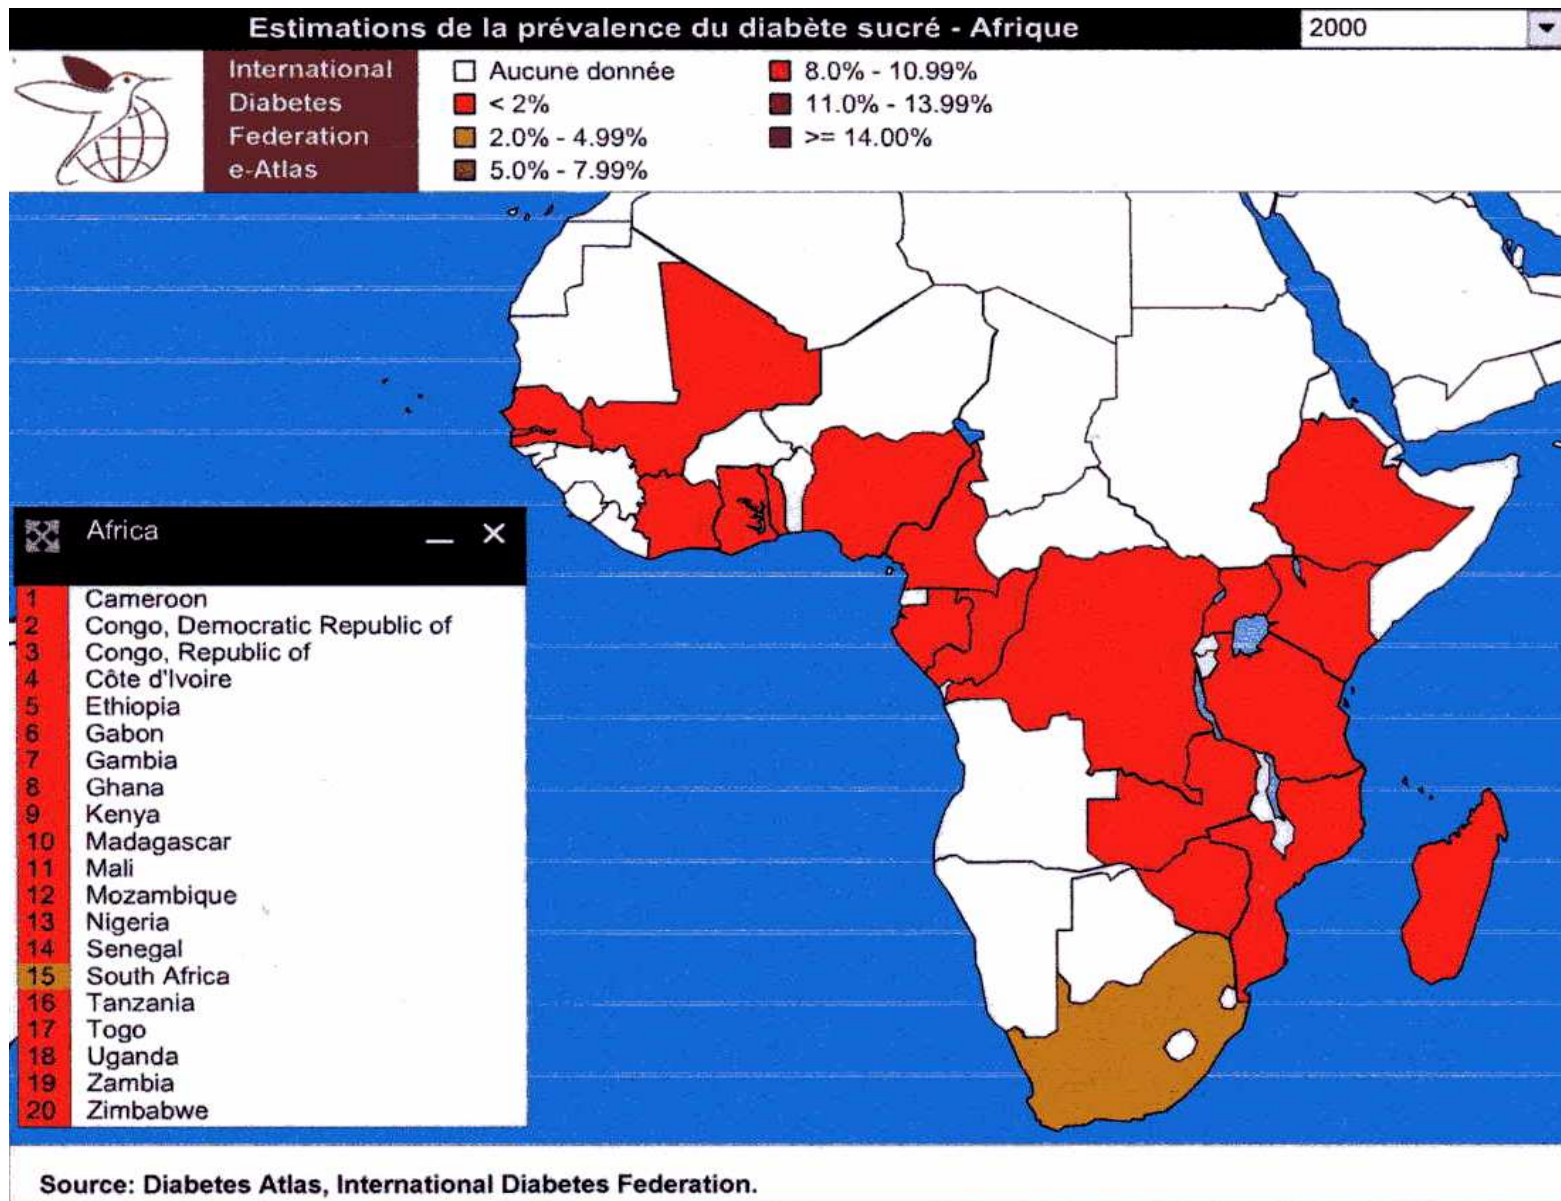 Estimations de la prévalence du diabète sucré - Afrique
2000
International
Diabetes
Federation
e-Atlas
Aucune donnée
< 2%
2.0% - 4.99%
5.0% - 7.99%
8.0% - 10.99%
11.0% - 13.99%
>= 14.00%
Africa
1 Cameroon
2 Congo, Democratic Republic of
3 Congo, Republic of
4 Côte d'Ivoire
5 Ethiopia
6 Gabon
7 Gambia
8 Ghana
9 Kenya
10 Madagascar
11 Mali
12 Mozambique
13 Nigeria
14 Senegal
15 South Africa
16 Tanzania
17 Togo
18 Uganda
19 Zambia
20 Zimbabwe
Source: Diabetes Atlas, International Diabetes Federation.